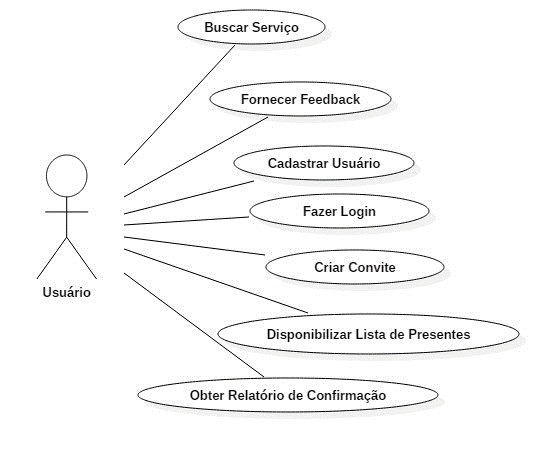 Buscar Serviço
Fornecer Feedback
Cadastrar Usuário
Fazer Login
Criar Convite
Usuário
Disponibilizar Lista de Presentes
Obter Relatório de Confirmação